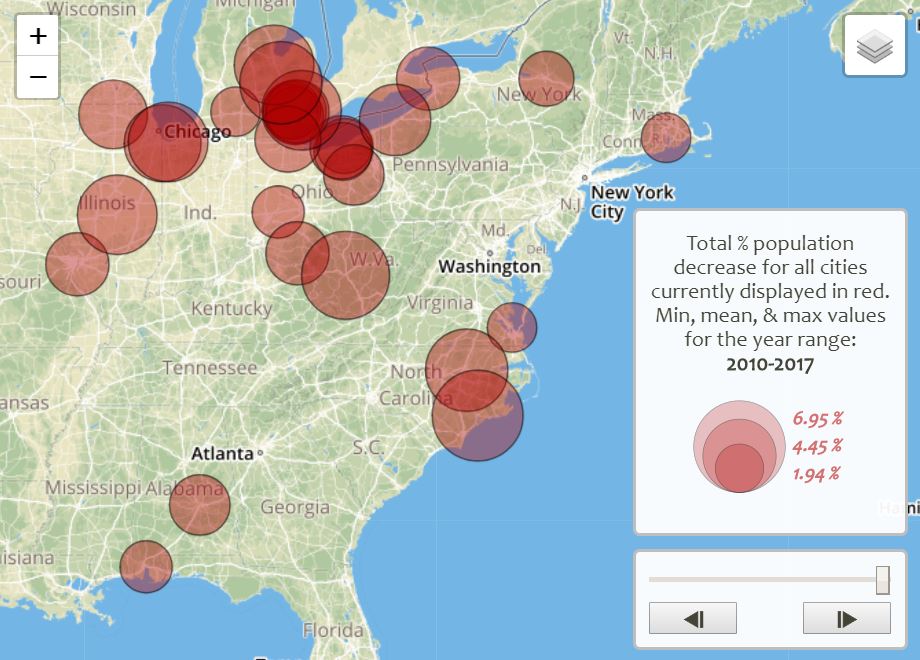 Wisconsin
Michigan
+
−
Vt.
N.H.
New York
Mass.
Chicago
Conn.
Pennsylvania
Ohio
New York
City
Illinois
Ind.
N.J.
Md.
Del.
W.Va.
Washington
souri
Virginia
Kentucky
Tennessee
North
Carolina
ansas
S.C.
Atlanta
Mississippi
Alabama
Georgia
isiana
Florida
Total % population
decrease for all cities
currently displayed in red.
Min, mean, & max values
for the year range:
2010-2017
6.95 %
4.45 %
1.94 %